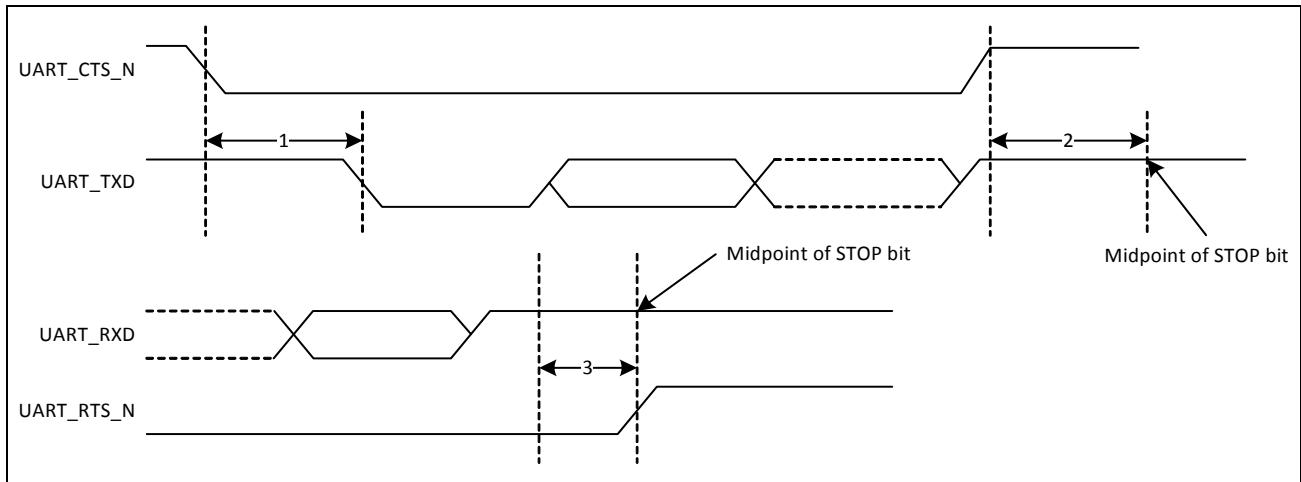 UART_CTS_N
1
2
UART_TXD
Midpoint of STOP bit
Midpoint of STOP bit
UART_RXD
3
UART_RTS_N